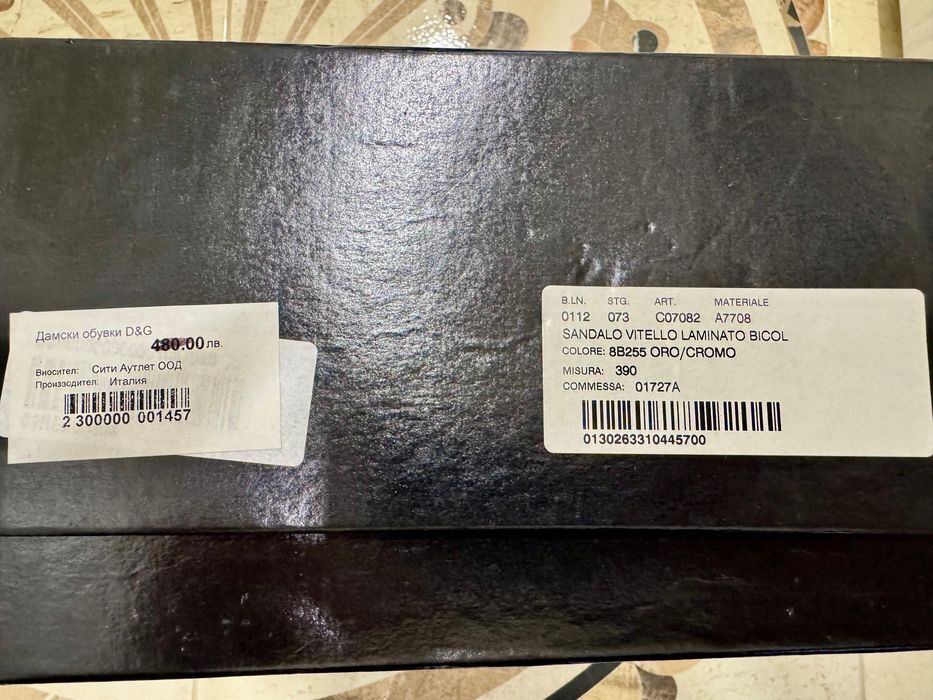 Дамски обувки D&G
480.00 лв.
Вносител: Сити Аутлет ООД
Производител: Италия
2 300000 001457
B.LN. STG. ART. MATERIALE
0112 073 C07082 A7708
SANDALO VITELLO LAMINATO BICOL
COLORE: 8B255 ORO/CROMO
MISURA: 390
COMMESSA: 01727A
0130263310445700